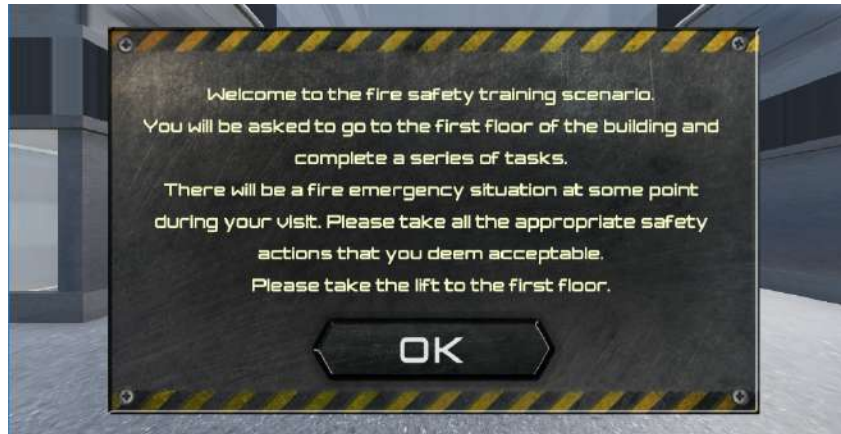 Welcome to the fire safety training scenario.
You will be asked to go to the first floor of the building and
complete a series of tasks.
There will be a fire emergency situation at some point
during your visit. Please take all the appropriate safety
actions that you deem acceptable.
Please take the lift to the first floor.
OK